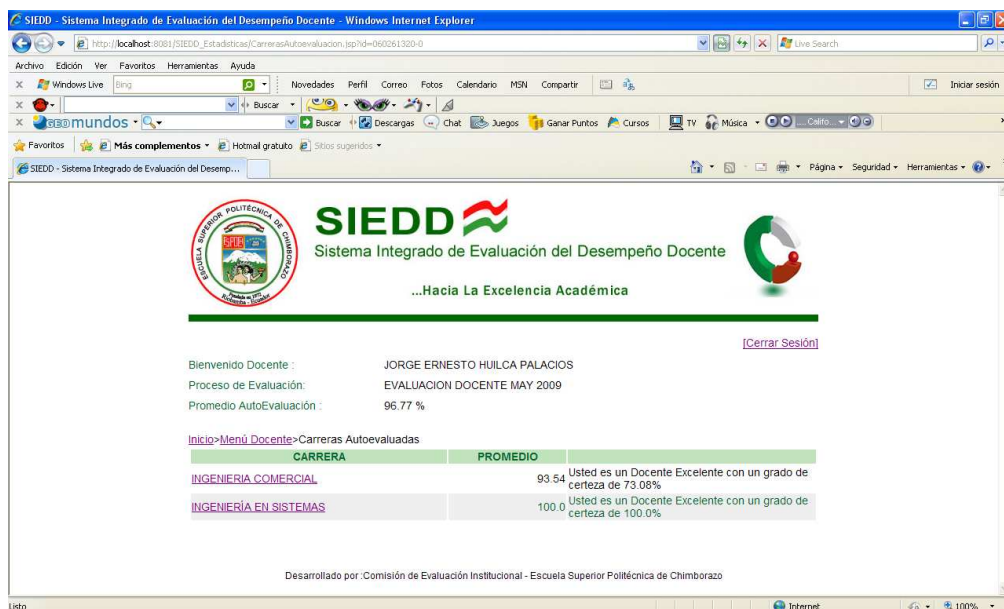 SIEDD - Sistema Integrado de Evaluación del Desempeño Docente - Windows Internet Explorer
http://localhost:8081/SIEDD_Estadisticas/CarrerasAutoevaluacion.jsp?id=060261320-0
Live Search
Archivo Edición Ver Favoritos Herramientas Ayuda
Windows Live Bing Novedades Perfil Correo Fotos Calendario MSN Compartir Iniciar sesión
Buscar
GEOmundos Buscar Descargas Chat Juegos Ganar Puntos Cursos TV Música
Favoritos Más complementos Hotmail gratuito Sitios sugeridos
SIEDD - Sistema Integrado de Evaluación del Desemp... Página Seguridad Herramientas
ESCUELA SUPERIOR POLITÉCNICA DE CHIMBORAZO
ESPOCH
Fundada en 1972
Riobamba - Ecuador
SIEDD
Sistema Integrado de Evaluación del Desempeño Docente
...Hacia La Excelencia Académica
[Cerrar Sesión]
Bienvenido Docente : JORGE ERNESTO HUILCA PALACIOS
Proceso de Evaluación: EVALUACION DOCENTE MAY 2009
Promedio AutoEvaluación : 96.77 %
Inicio>Menú Docente>Carreras Autoevaluadas
CARRERA PROMEDIO
INGENIERIA COMERCIAL 93.54 Usted es un Docente Excelente con un grado de
certeza de 73.08%
INGENIERÍA EN SISTEMAS 100.0 Usted es un Docente Excelente con un grado de
certeza de 100.0%
Desarrollado por :Comisión de Evaluación Institucional - Escuela Superior Politécnica de Chimborazo
Listo Internet 100%